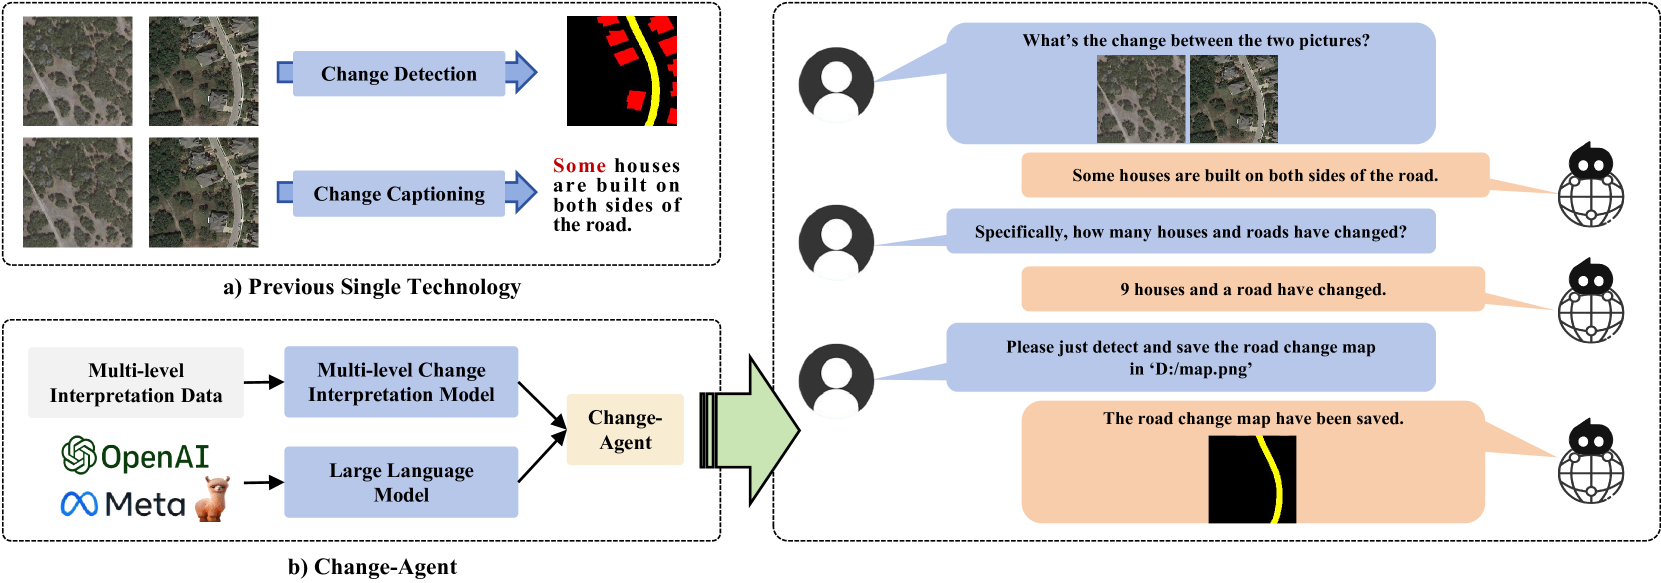 Change Detection
Change Captioning
Some houses
are built on
both sides of
the road.
a) Previous Single Technology
Multi-level
Interpretation Data
Multi-level Change
Interpretation Model
OpenAI
Meta
Large Language
Model
Change-
Agent
b) Change-Agent
What's the change between the two pictures?
Some houses are built on both sides of the road.
Specifically, how many houses and roads have changed?
9 houses and a road have changed.
Please just detect and save the road change map
in ‘D:/map.png’
The road change map have been saved.